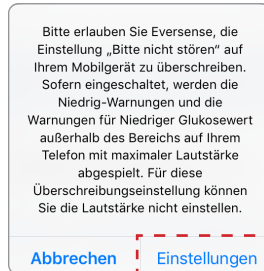 Bitte erlauben Sie Eversense, die
Einstellung „Bitte nicht stören“ auf
Ihrem Mobilgerät zu überschreiben.
Sofern eingeschaltet, werden die
Niedrig-Warnungen und die
Warnungen für Niedriger Glukosewert
außerhalb des Bereichs auf Ihrem
Telefon mit maximaler Lautstärke
abgespielt. Für diese
Überschreibungseinstellung können
Sie die Lautstärke nicht einstellen.
Abbrechen Einstellungen